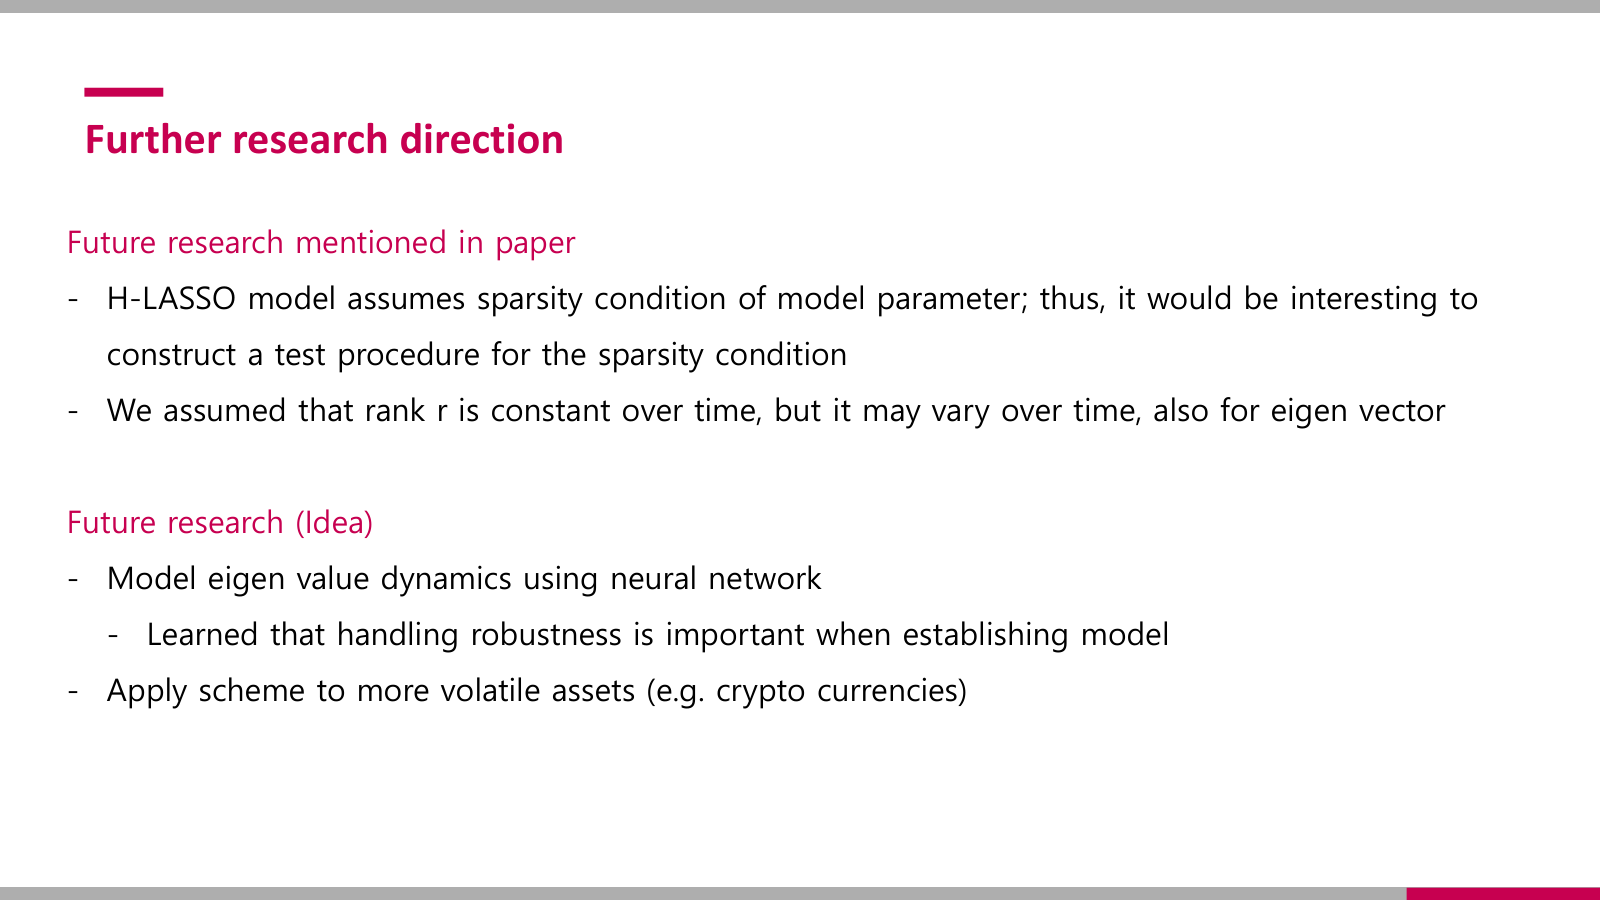 Further research direction
Future research mentioned in paper
- H-LASSO model assumes sparsity condition of model parameter; thus, it would be interesting to
construct a test procedure for the sparsity condition
- We assumed that rank r is constant over time, but it may vary over time, also for eigen vector
Future research (Idea)
- Model eigen value dynamics using neural network
- Learned that handling robustness is important when establishing model
- Apply scheme to more volatile assets (e.g. crypto currencies)